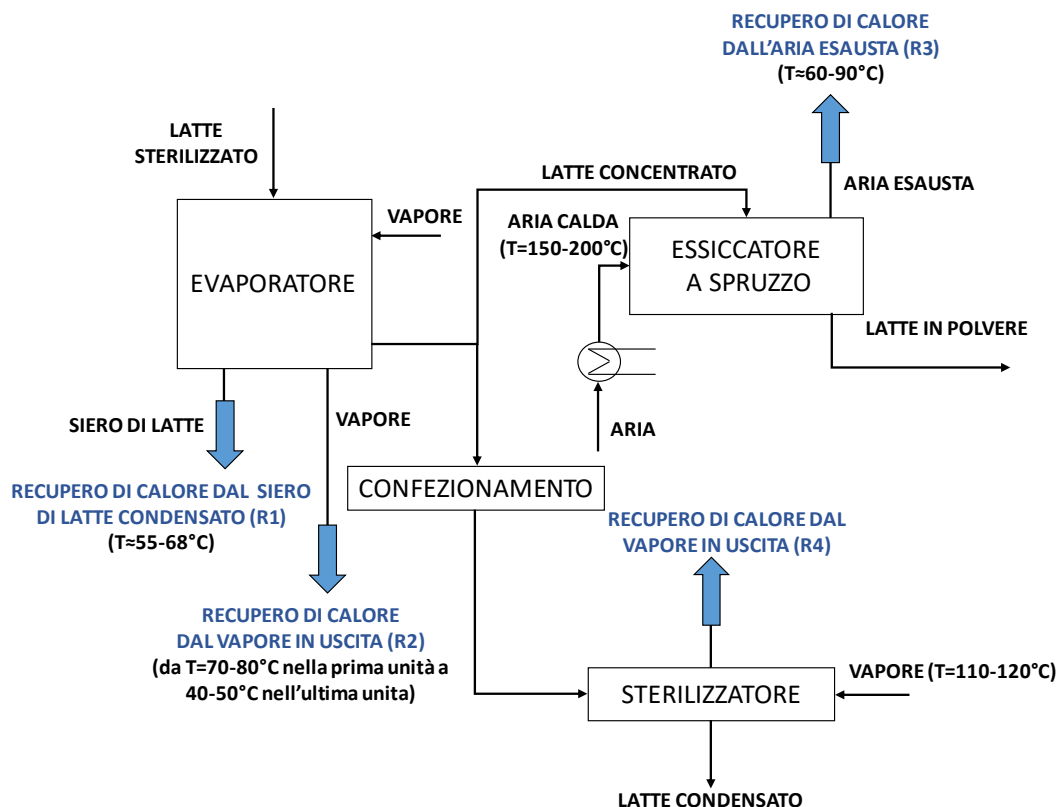 RECUPERO DI CALORE
DALL'ARIA ESAUSTA (R3)
(T≈60-90°C)
LATTE
STERILIZZATO
LATTE CONCENTRATO
ARIA ESAUSTA
VAPORE
ARIA CALDA
(T=150-200°C)
ESSICCATORE
A SPRUZZO
EVAPORATORE
LATTE IN POLVERE
SIERO DI LATTE
VAPORE
ARIA
RECUPERO DI CALORE DAL SIERO
DI LATTE CONDENSATO (R1)
(T≈55-68°C)
CONFEZIONAMENTO
RECUPERO DI CALORE DAL
VAPORE IN USCITA (R4)
RECUPERO DI CALORE
DAL VAPORE IN USCITA (R2)
(da T=70-80°C nella prima unità a
40-50°C nell'ultima unita)
VAPORE (T=110-120°C)
STERILIZZATORE
LATTE CONDENSATO